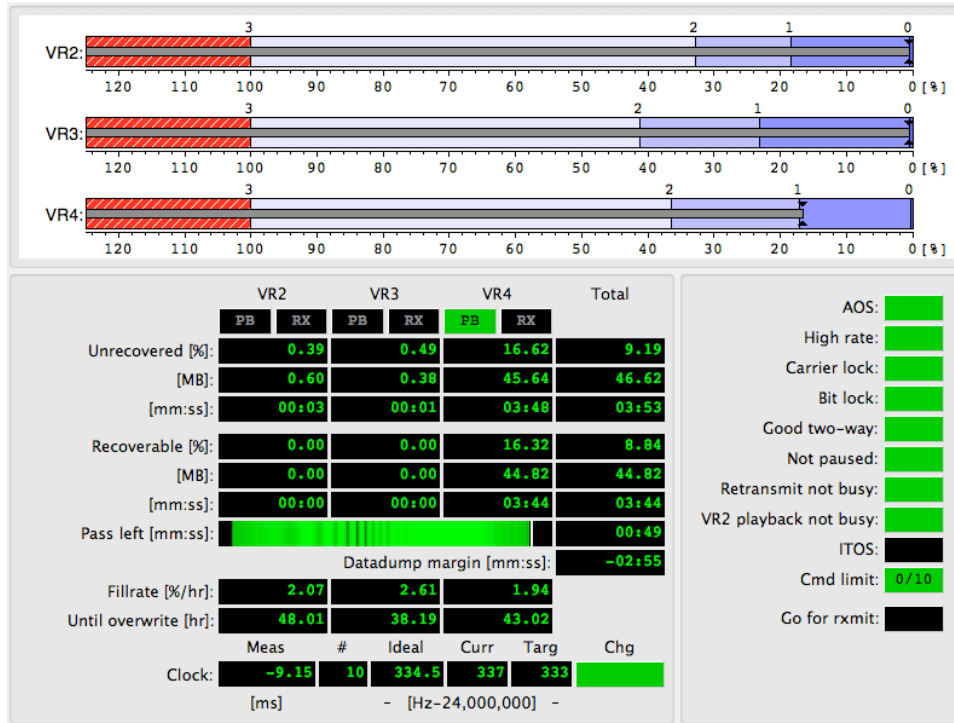 3 2 1 0
VR2:
120 110 100 90 80 70 60 50 40 30 20 10 0 [%]
3 2 1 0
VR3:
120 110 100 90 80 70 60 50 40 30 20 10 0 [%]
3 2 1 0
VR4:
120 110 100 90 80 70 60 50 40 30 20 10 0 [%]
VR2 VR3 VR4 Total
PB RX PB RX PB RX
Unrecovered [%]: 0.39 0.49 16.62 9.19
[MB]: 0.60 0.38 45.64 46.62
[mm:ss]: 00:03 00:01 03:48 03:53
Recoverable [%]: 0.00 0.00 16.32 8.84
[MB]: 0.00 0.00 44.82 44.82
[mm:ss]: 00:00 00:00 03:44 03:44
Pass left [mm:ss]: 00:49
Datadump margin [mm:ss]: -02:55
Fillrate [%/hr]: 2.07 2.61 1.94
Until overwrite [hr]: 48.01 38.19 43.02
Meas # Ideal Curr Targ Chg
Clock: -9.15 10 334.5 337 333
[ms] - [Hz-24,000,000] -
AOS:
High rate:
Carrier lock:
Bit lock:
Good two-way:
Not paused:
Retransmit not busy:
VR2 playback not busy:
ITOS:
Cmd limit: 0/10
Go for rxmit: